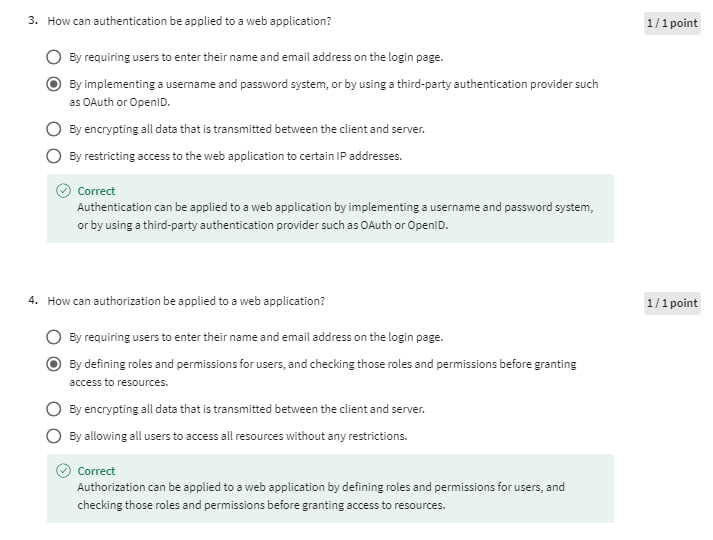 3. How can authentication be applied to a web application?
1 / 1 point
By requiring users to enter their name and email address on the login page.
By implementing a username and password system, or by using a third-party authentication provider such
as OAuth or OpenID.
By encrypting all data that is transmitted between the client and server.
By restricting access to the web application to certain IP addresses.
Correct
Authentication can be applied to a web application by implementing a username and password system,
or by using a third-party authentication provider such as OAuth or OpenID.
4. How can authorization be applied to a web application?
1 / 1 point
By requiring users to enter their name and email address on the login page.
By defining roles and permissions for users, and checking those roles and permissions before granting
access to resources.
By encrypting all data that is transmitted between the client and server.
By allowing all users to access all resources without any restrictions.
Correct
Authorization can be applied to a web application by defining roles and permissions for users, and
checking those roles and permissions before granting access to resources.